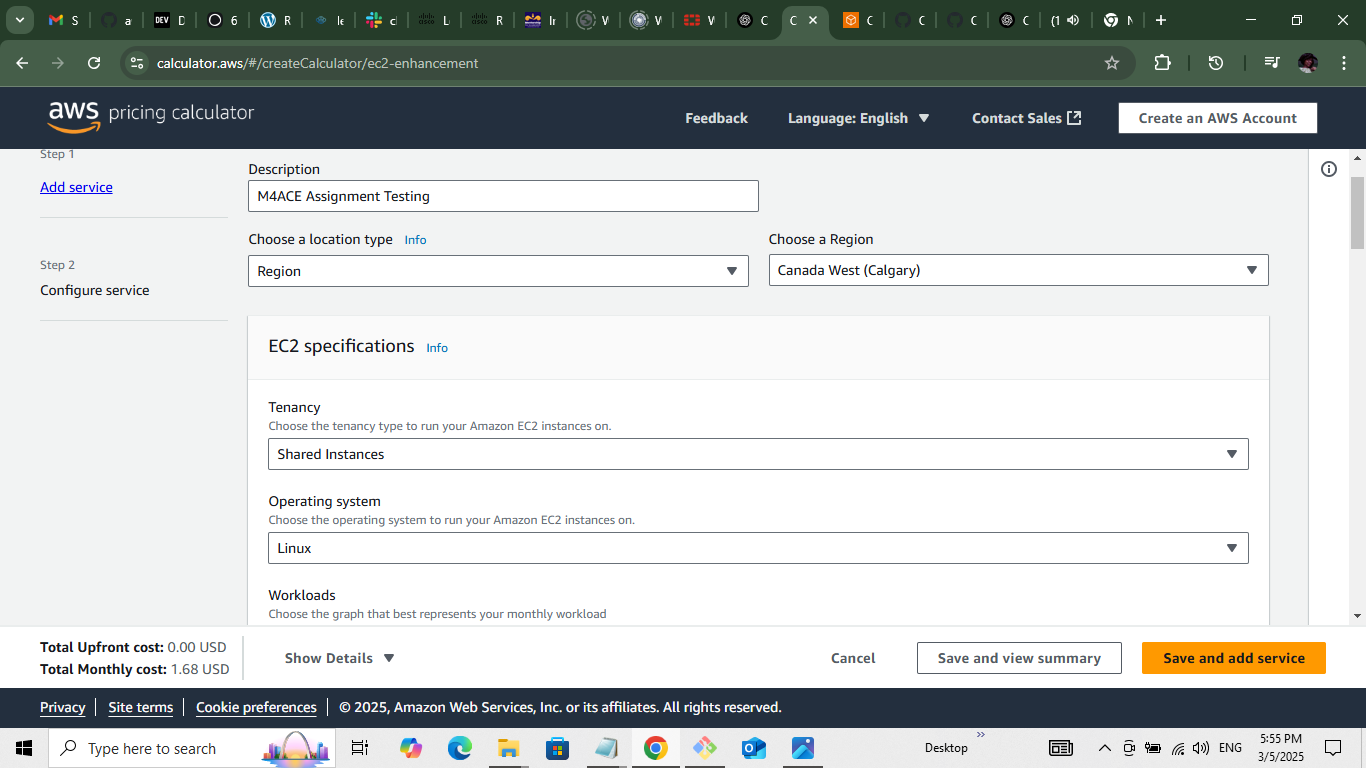 S
a
DEV D
6
R
le
cl
L
R
In
W
W
W
C
C
C
C
C
C
(1
N
calculator.aws/#/createCalculator/ec2-enhancement
aws pricing calculator
Feedback
Language: English
Contact Sales
Create an AWS Account
Step 1
Add service
Step 2
Configure service
Description
M4ACE Assignment Testing
Choose a location type Info
Choose a Region
Region
Canada West (Calgary)
EC2 specifications Info
Tenancy
Choose the tenancy type to run your Amazon EC2 instances on.
Shared Instances
Operating system
Choose the operating system to run your Amazon EC2 instances on.
Linux
Workloads
Choose the graph that best represents your monthly workload
Total Upfront cost: 0.00 USD
Total Monthly cost: 1.68 USD
Show Details
Cancel
Save and view summary
Save and add service
Privacy
Site terms
Cookie preferences
© 2025, Amazon Web Services, Inc. or its affiliates. All rights reserved.
Type here to search
Desktop
ENG
5:55 PM
3/5/2025